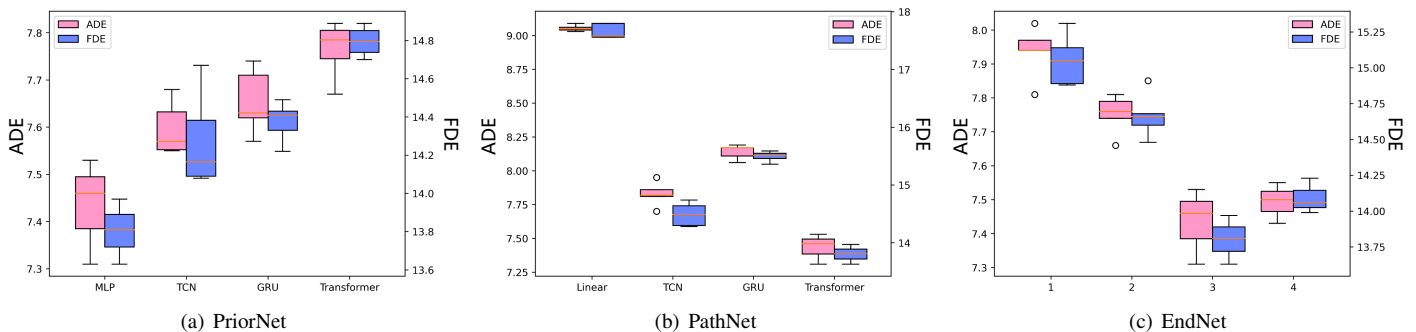 ADE
FDE
7.8
7.7
7.6
7.5
7.4
7.3
14.8
14.6
14.4
14.2
14.0
13.8
13.6
ADE
FDE
MLP TCN GRU Transformer
(a) PriorNet
ADE
FDE
9.00
8.75
8.50
8.25
8.00
7.75
7.50
7.25
18
17
16
15
14
ADE
FDE
Linear TCN GRU Transformer
(b) PathNet
ADE
FDE
8.0
7.9
7.8
7.7
7.6
7.5
7.4
7.3
15.25
15.00
14.75
14.50
14.25
14.00
13.75
ADE
FDE
1 2 3 4
(c) EndNet